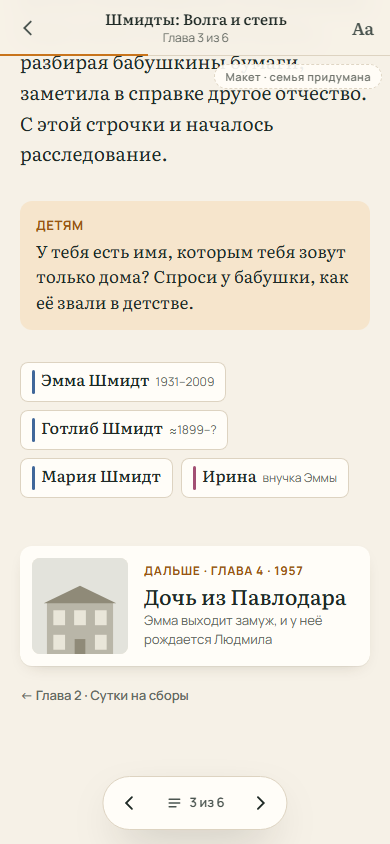 Шмидты: Волга и степь
Глава 3 из 6
Aa
разбирая бабушкины бумаги,
Макет · семья придумана
заметила в справке другое отчество.
С этой строчки и началось
расследование.
ДЕТЯМ
У тебя есть имя, которым тебя зовут
только дома? Спроси у бабушки, как
её звали в детстве.
Эмма Шмидт 1931–2009
Готлиб Шмидт ≈1899–?
Мария Шмидт
Ирина внучка Эммы
ДАЛЬШЕ · ГЛАВА 4 · 1957
Дочь из Павлодара
Эмма выходит замуж, и у неё
рождается Людмила
← Глава 2 · Сутки на сборы
3 из 6